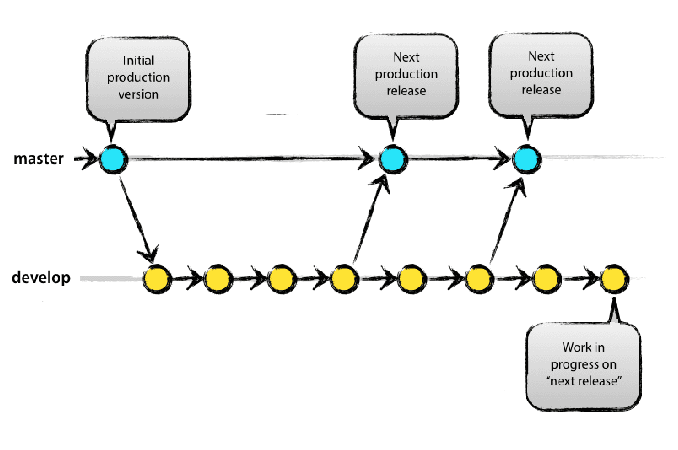 Initial
production
version
Next
production
release
Next
production
release
master
develop
Work in
progress on
“next release”